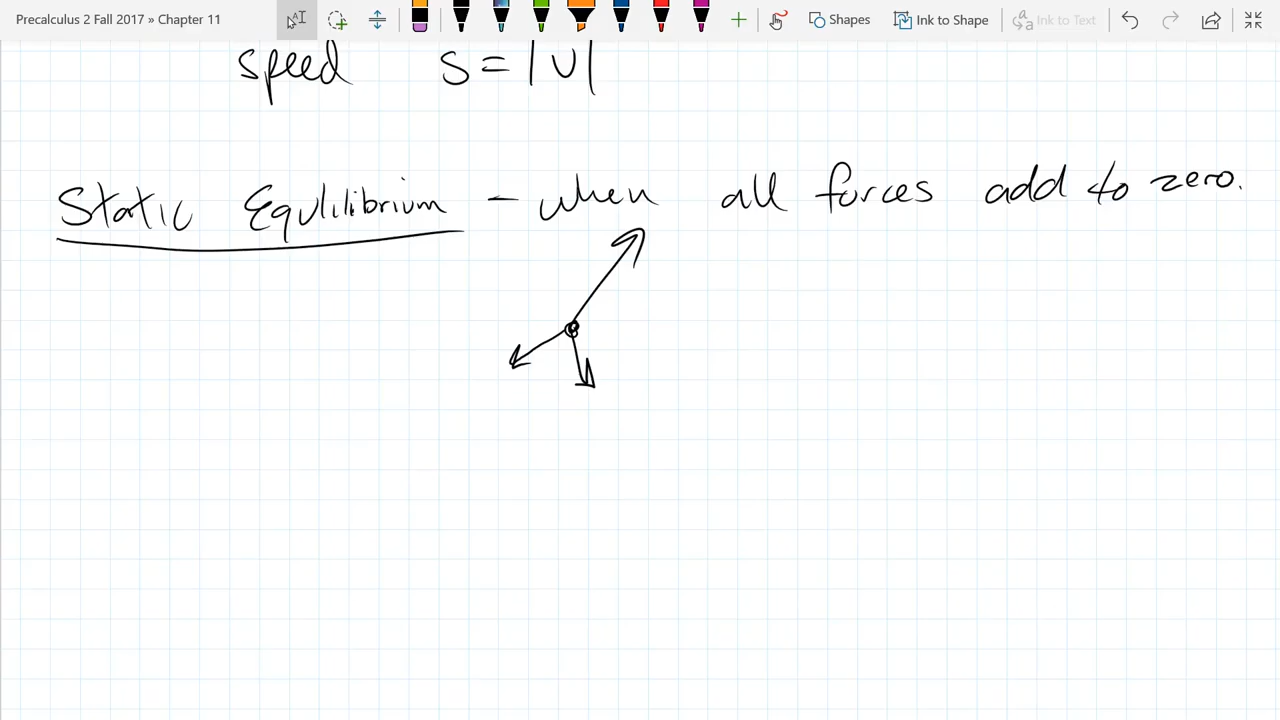 Precalculus 2 Fall 2017 » Chapter 11 Shapes Ink to Shape Ink to Text
speed s = |v|
Static Equlilibrium – when all forces add to zero.